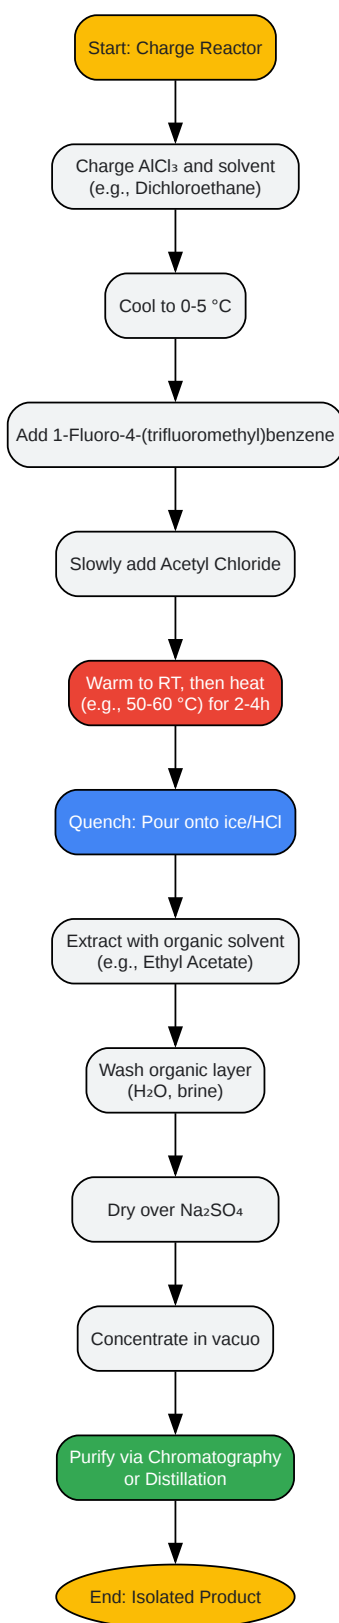 Start: Charge Reactor
Charge AlCl₃ and solvent
(e.g., Dichloroethane)
Cool to 0-5 °C
Add 1-Fluoro-4-(trifluoromethyl)benzene
Slowly add Acetyl Chloride
Warm to RT, then heat
(e.g., 50-60 °C) for 2-4h
Quench: Pour onto ice/HCl
Extract with organic solvent
(e.g., Ethyl Acetate)
Wash organic layer
(H₂O, brine)
Dry over Na₂SO₄
Concentrate in vacuo
Purify via Chromatography
or Distillation
End: Isolated Product